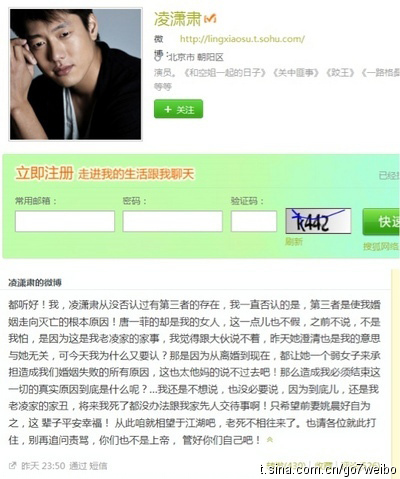 凌潇肃
微
http://lingxiaosu.t.sohu.com/
博：
北京市 朝阳区
演员。《和空姐一起的日子》《关中匪事》《跤王》《一路格桑
等等
+ 关注
立即注册 走进我的生活跟我聊天
已经
常用邮箱：
密码：
验证码：
k442
快速
刷新
搜狐网络
凌潇肃的微博
都听好！我，凌潇肃从没否认过有第三者的存在，我一直否认的是，第三者是使我婚
姻走向灭亡的根本原因！唐一菲的却是我的女人，这一点儿也不假，之前不说，不是
我怕，是因为这是我老凌家的家事，我觉得跟大伙说不着，昨天她澄清也是我的意思
与她无关，可今天我为什么又要认？那是因为从离婚到现在，都让她一个弱女子来承
担造成我们婚姻失败的所有原因，这也太他妈的说不过去吧！那么造成我必须结束这
一切的真实原因到底是什么呢？...我还是不想说，也没必要说，因为到底儿，还是我
老凌家的家丑，将来我死了都没办法跟我家先人交待事啊！只希望前妻姚晨好自为
之，这 辈子平安幸福！ 从此咱就相望于江湖吧，老死不相往来了。也请各位就此打
住，别再追问责骂，你们也不是上帝， 管好你们自己吧！
昨天 23:50 通过 短信
t.sina.com.cn/go7weibo